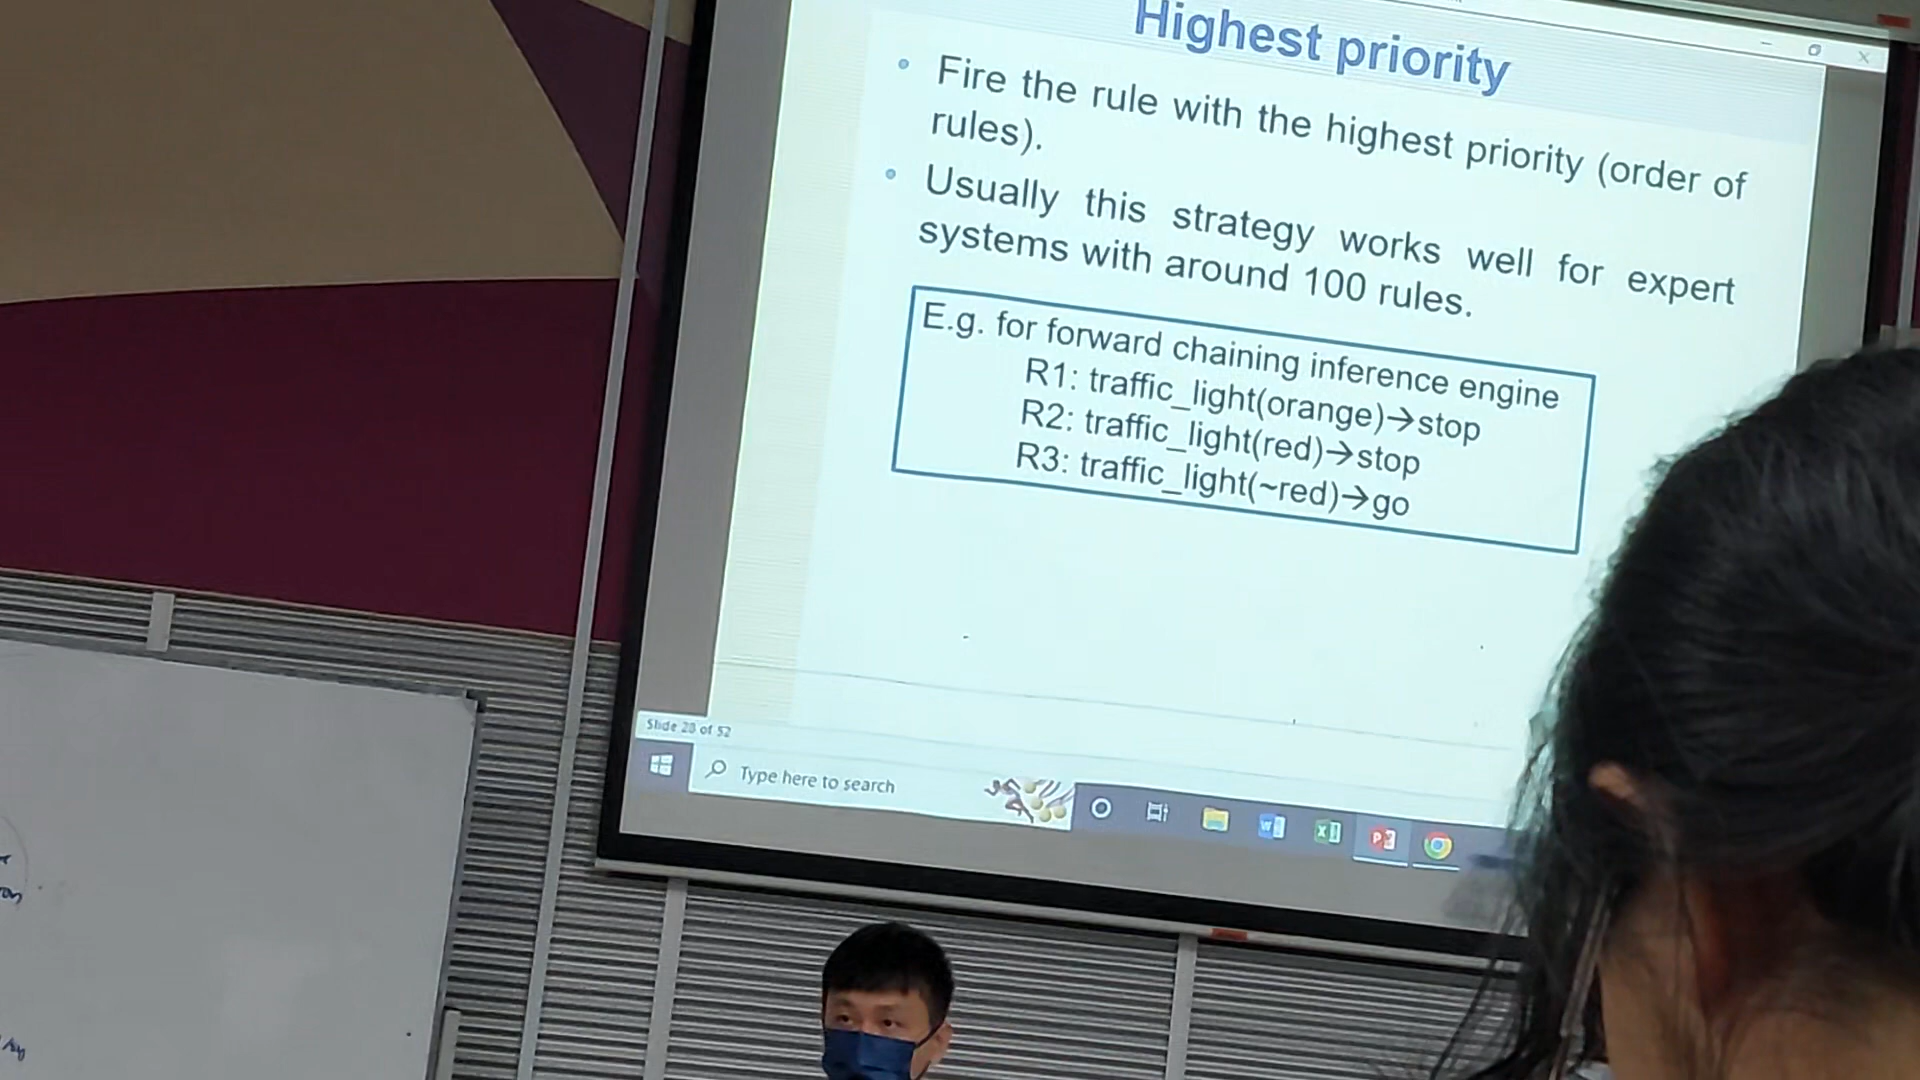 Highest priority
Fire the rule with the highest priority (order of
rules).
Usually this strategy works well for expert
systems with around 100 rules.
E.g. for forward chaining inference engine
R1: traffic_light(orange)→stop
R2: traffic_light(red)→stop
R3: traffic_light(~red)→go
Slide 28 of 52
Type here to search